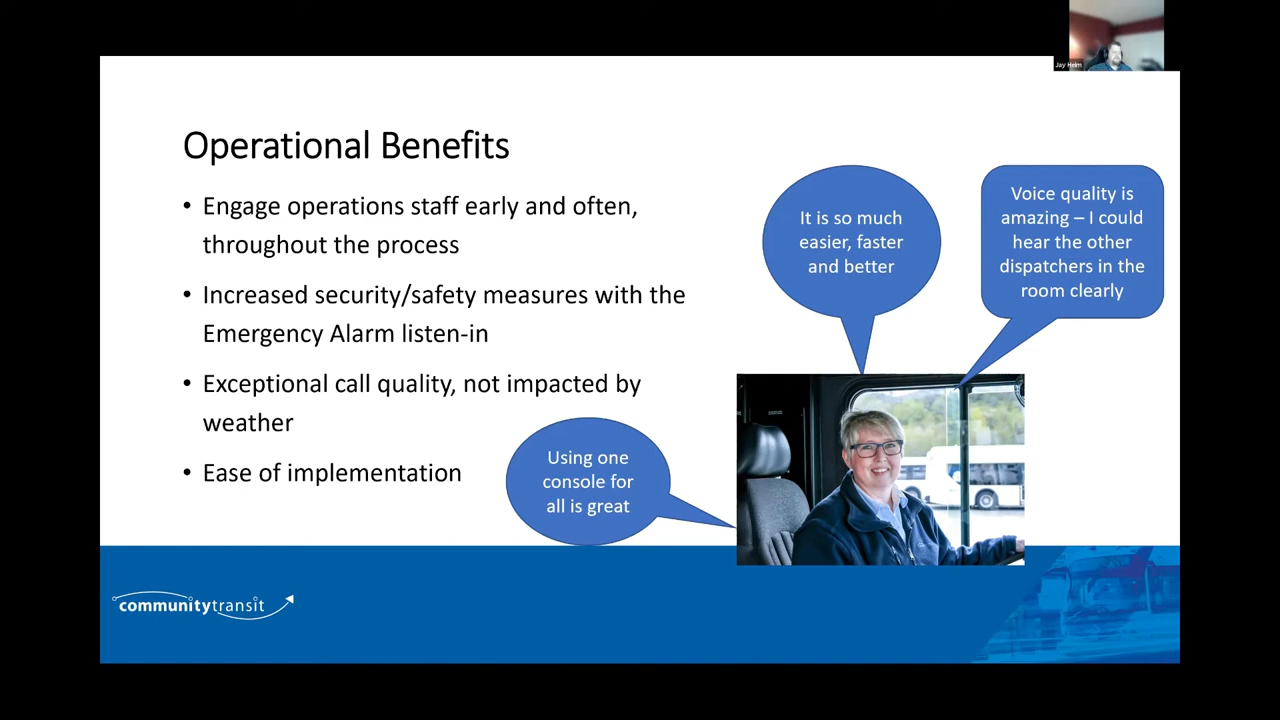 Jay Helm
Operational Benefits
• Engage operations staff early and often,
throughout the process
• Increased security/safety measures with the
Emergency Alarm listen-in
• Exceptional call quality, not impacted by
weather
• Ease of implementation
It is so much
easier, faster
and better
Voice quality is
amazing – I could
hear the other
dispatchers in the
room clearly
Using one
console for
all is great
communitytransit